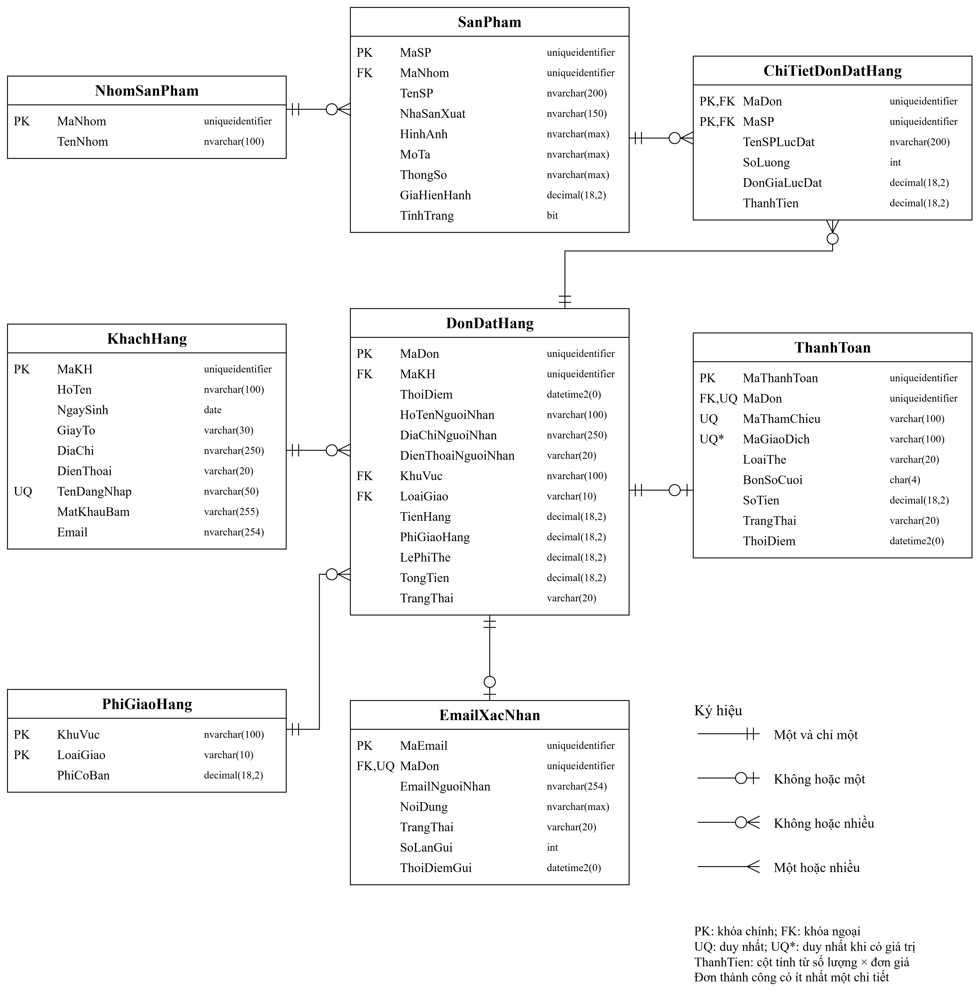 SanPham
PK MaSP uniqueidentifier
FK MaNhom uniqueidentifier
TenSP nvarchar(200)
NhaSanXuat nvarchar(150)
HinhAnh nvarchar(max)
MoTa nvarchar(max)
ThongSo nvarchar(max)
GiaHienHanh decimal(18,2)
TinhTrang bit
ChiTietDonDatHang
PK,FK MaDon uniqueidentifier
PK,FK MaSP uniqueidentifier
TenSPLucDat nvarchar(200)
SoLuong int
DonGiaLucDat decimal(18,2)
ThanhTien decimal(18,2)
NhomSanPham
PK MaNhom uniqueidentifier
TenNhom nvarchar(100)
KhachHang
PK MaKH uniqueidentifier
HoTen nvarchar(100)
NgaySinh date
GiayTo varchar(30)
DiaChi nvarchar(250)
DienThoai varchar(20)
UQ TenDangNhap nvarchar(50)
MatKhauBam varchar(255)
Email nvarchar(254)
DonDatHang
PK MaDon uniqueidentifier
FK MaKH uniqueidentifier
ThoiDiem datetime2(0)
HoTenNguoiNhan nvarchar(100)
DiaChiNguoiNhan nvarchar(250)
DienThoaiNguoiNhan varchar(20)
FK KhuVuc nvarchar(100)
FK LoaiGiao varchar(10)
TienHang decimal(18,2)
PhiGiaoHang decimal(18,2)
LePhiThe decimal(18,2)
TongTien decimal(18,2)
TrangThai varchar(20)
ThanhToan
PK MaThanhToan uniqueidentifier
FK,UQ MaDon uniqueidentifier
UQ MaThamChieu varchar(100)
UQ* MaGiaoDich varchar(100)
LoaiThe varchar(20)
BonSoCuoi char(4)
SoTien decimal(18,2)
TrangThai varchar(20)
ThoiDiem datetime2(0)
PhiGiaoHang
PK KhuVuc nvarchar(100)
PK LoaiGiao varchar(10)
PhiCoBan decimal(18,2)
EmailXacNhan
PK MaEmail uniqueidentifier
FK,UQ MaDon uniqueidentifier
EmailNguoiNhan nvarchar(254)
NoiDung nvarchar(max)
TrangThai varchar(20)
SoLanGui int
ThoiDiemGui datetime2(0)
Ký hiệu
Một và chỉ một
Không hoặc một
Không hoặc nhiều
Một hoặc nhiều
PK: khóa chính; FK: khóa ngoại
UQ: duy nhất; UQ*: duy nhất khi có giá trị
ThanhTien: cột tính từ số lượng × đơn giá
Đơn thành công có ít nhất một chi tiết